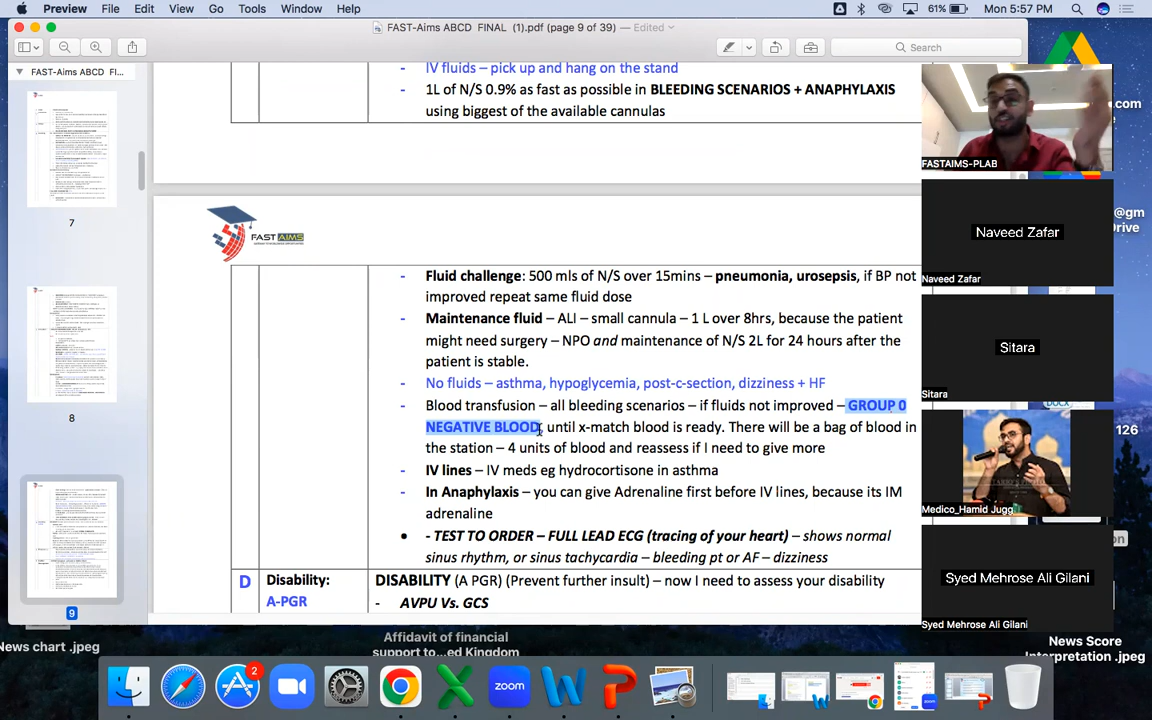 Preview File Edit View Go Tools Window Help
61% Mon 5:57 PM
FAST-Aims ABCD FINAL (1).pdf (page 9 of 39) — Edited
Search
FAST-Aims ABCD FI...
7
8
9
- IV fluids – pick up and hang on the stand
- 1L of N/S 0.9% as fast as possible in BLEEDING SCENARIOS + ANAPHYLAXIS
using biggest of the available cannulas
FAST AIMS
- Fluid challenge: 500 mls of N/S over 15mins – pneumonia, urosepsis, if BP not
improved repeat same fluid dose
- Maintenance fluid – ALI – small cannula – 1 L over 8hrs, because the patient
might need surgery – NPO and maintenance of N/S 2L for 24 hours after the
patient is stable.
- No fluids – asthma, hypoglycemia, post-c-section, dizziness + HF
- Blood transfusion – all bleeding scenarios – if fluids not improved – GROUP 0
NEGATIVE BLOOD, until x-match blood is ready. There will be a bag of blood in
the station – 4 units of blood and reassess if I need to give more
- IV lines – IV meds eg hydrocortisone in asthma
- In Anaphylaxis – you can give Adrenaline first before IV lines, because its IM
adrenaline
• - TEST TO ORDER – FULL LEAD ECG (tracing of your heart) – shows normal
sinus rhythm or sinus tachycardia – bleeding pt or AF – dizziness
D Disability: DISABILITY (A PGR) (Prevent further insult) – now I need to assess your disability
A-PGR - AVPU Vs. GCS
FASTAIMS-PLAB
Naveed Zafar
Naveed Zafar
Sitara
Sitara
Medico_Hamid Jugg
Syed Mehrose Ali Gilani
Syed Mehrose Ali Gilani
.com
@gm
Drive
126
News chart .jpeg
Affidavit of financial
support to...ed Kingdom
News Score
Interpretation .jpeg
2
zoom